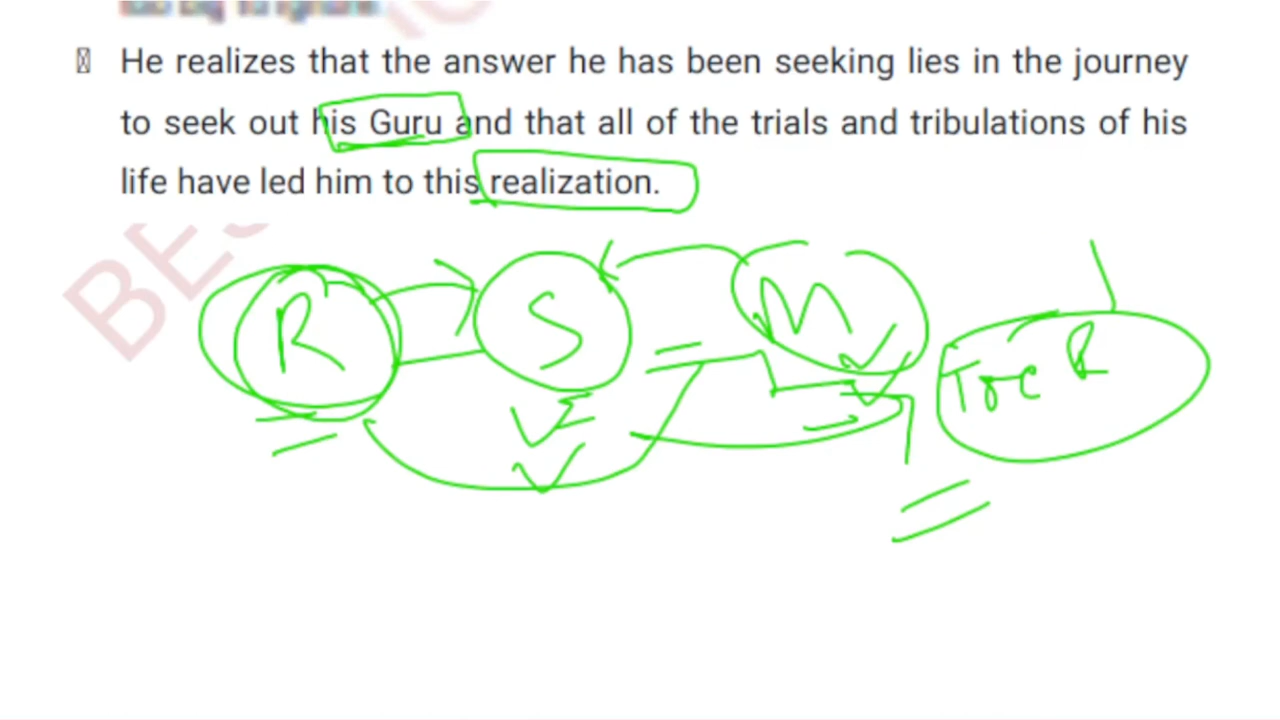 He realizes that the answer he has been seeking lies in the journey
to seek out his Guru and that all of the trials and tribulations of his
life have led him to this realization.
BES
R S M